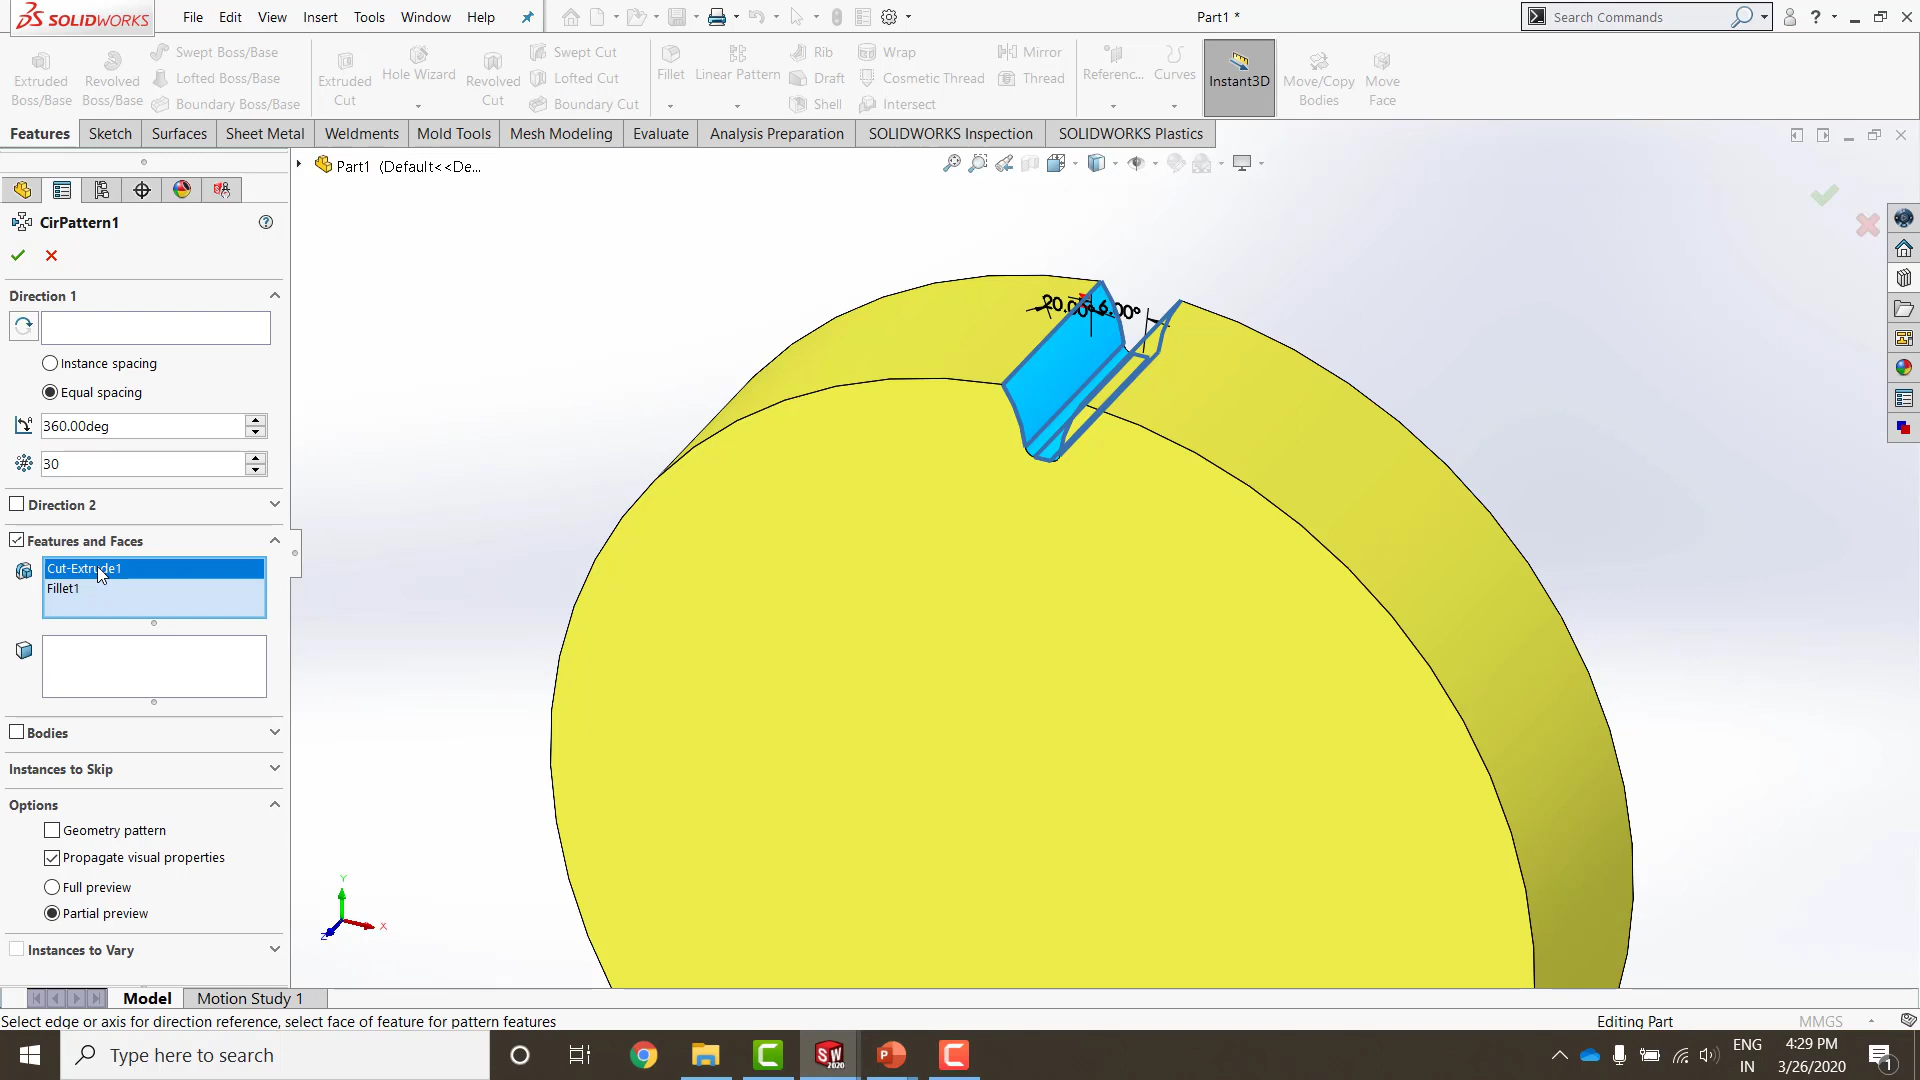 SOLIDWORKS
File Edit View Insert Tools Window Help
Part1 *
Search Commands
?
Extruded Boss/Base
Revolved Boss/Base
Swept Boss/Base
Lofted Boss/Base
Boundary Boss/Base
Extruded Cut
Hole Wizard
Revolved Cut
Swept Cut
Lofted Cut
Boundary Cut
Fillet
Linear Pattern
Rib
Draft
Shell
Wrap
Cosmetic Thread
Intersect
Mirror
Thread
Referenc...
Curves
Instant3D
Move/Copy Bodies
Move Face
Features Sketch Surfaces Sheet Metal Weldments Mold Tools Mesh Modeling Evaluate Analysis Preparation SOLIDWORKS Inspection SOLIDWORKS Plastics
Part1 (Default<<De...
CirPattern1
?
Direction 1
Instance spacing
Equal spacing
360.00deg
30
Direction 2
Features and Faces
Cut-Extrude1
Fillet1
Bodies
Instances to Skip
Options
Geometry pattern
Propagate visual properties
Full preview
Partial preview
Instances to Vary
Y
X
Z
Model Motion Study 1
Select edge or axis for direction reference, select face of feature for pattern features
Editing Part
MMGS
Type here to search
SW
2020
P
ENG
IN
4:29 PM
3/26/2020
1